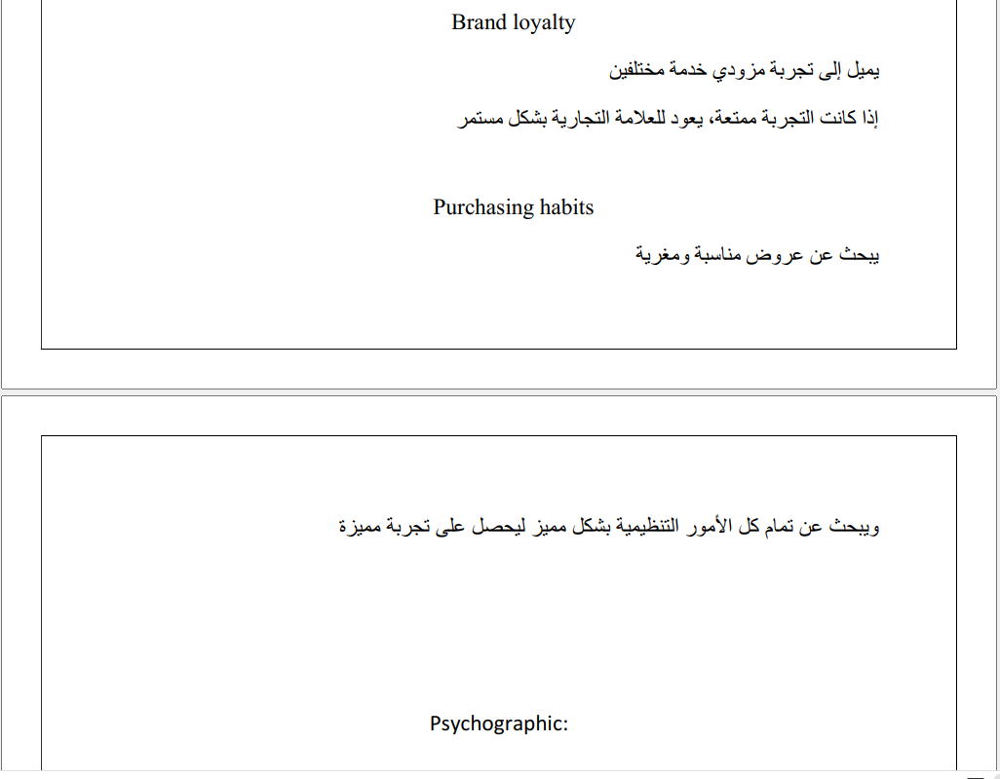 Brand loyalty
يميل إلى تجربة مزودي خدمة مختلفين
إذا كانت التجربة ممتعة، يعود للعلامة التجارية بشكل مستمر
Purchasing habits
يبحث عن عروض مناسبة ومغرية
ويبحث عن تمام كل الأمور التنظيمية بشكل مميز ليحصل على تجربة مميزة
Psychographic: